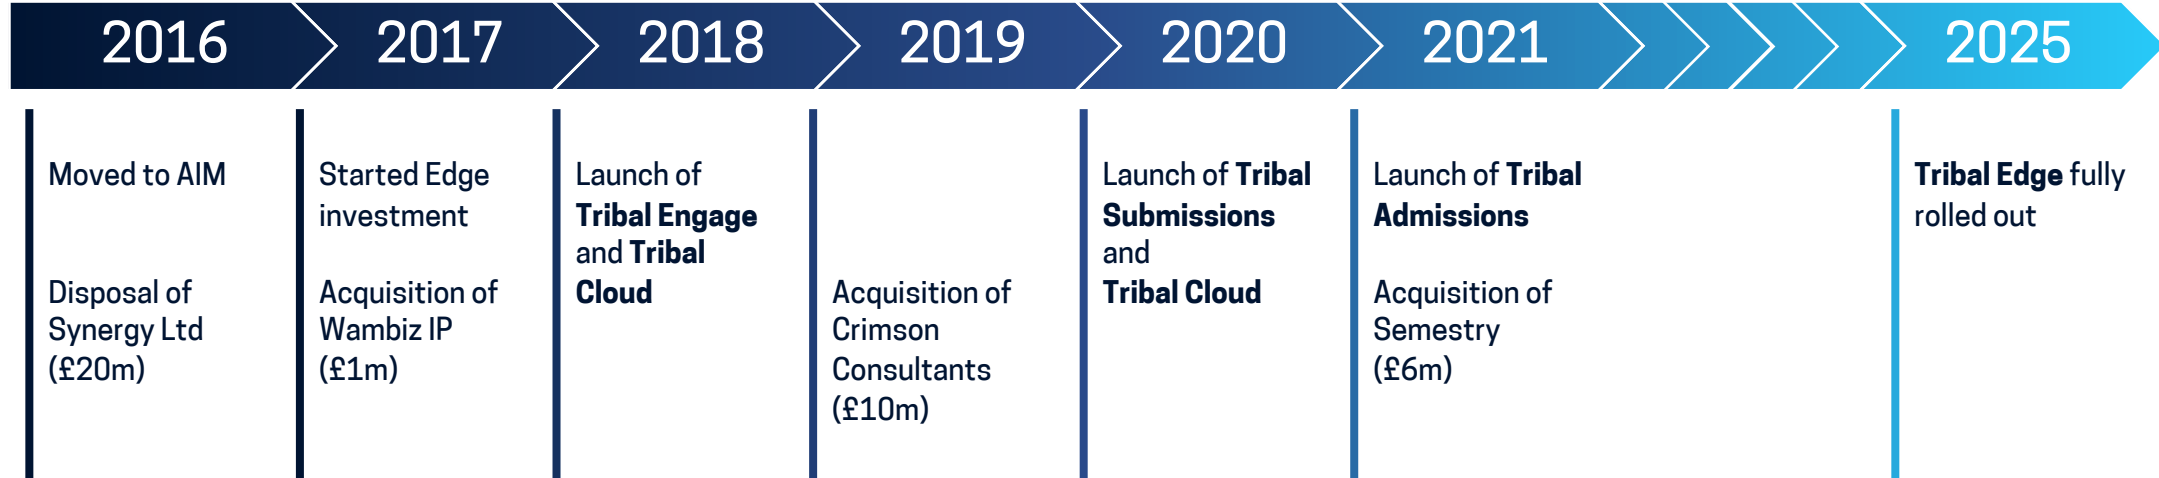 2016
2017
2018
2019
2020
2021
2025
Moved to AIM
Disposal of
Synergy Ltd
(£20m)
Started Edge
investment
Acquisition of
Wambiz IP
(£1m)
Launch of
Tribal Engage
and Tribal
Cloud
Acquisition of
Crimson
Consultants
(£10m)
Launch of Tribal
Submissions
and
Tribal Cloud
Launch of Tribal
Admissions
Acquisition of
Semestry
(£6m)
Tribal Edge fully
rolled out